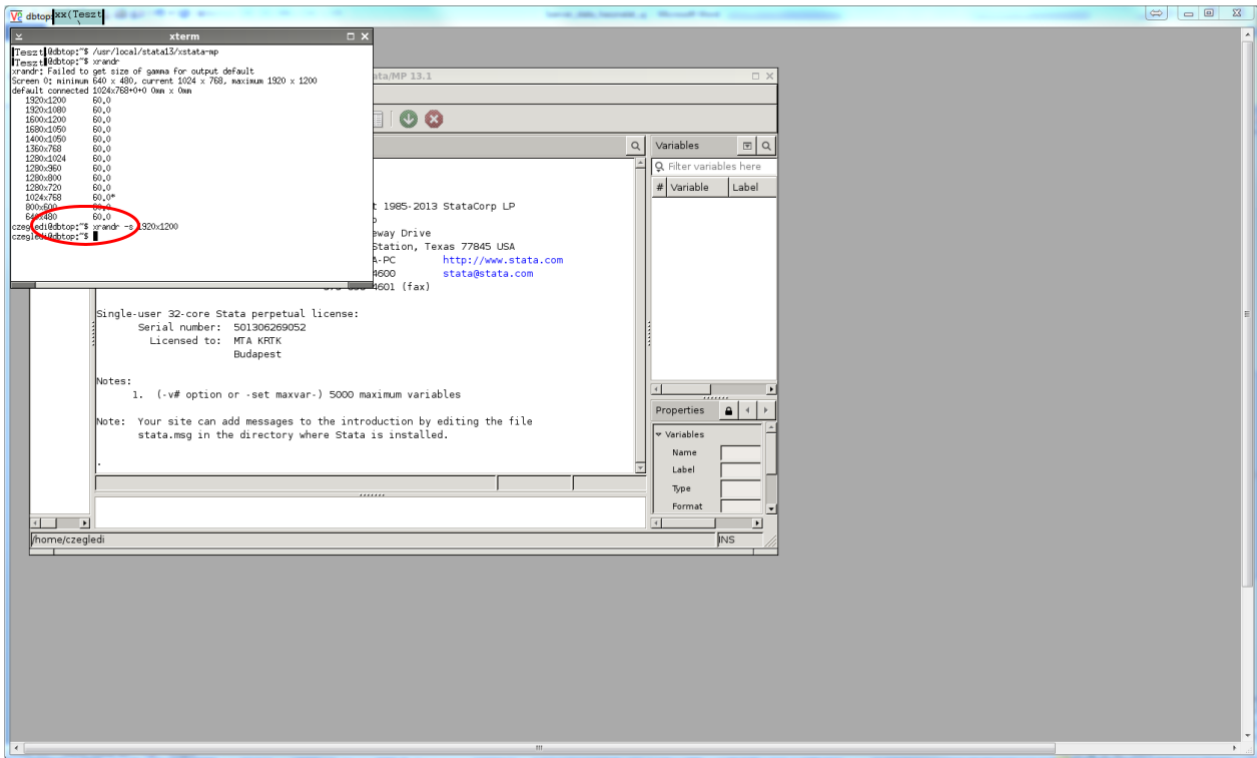 dbtop:xx(Teszt
xterm
Teszt@dbtop:~$ /usr/local/stata13/xstata-mp
Teszt@dbtop:~$ xrandr
xrandr: Failed to get size of gamma for output default
Screen 0: minimum 640 x 480, current 1024 x 768, maximum 1920 x 1200
default connected 1024x768+0+0 0mm x 0mm
1920x1200 60.0
1920x1080 60.0
1600x1200 60.0
1680x1050 60.0
1400x1050 60.0
1360x768 60.0
1280x1024 60.0
1280x960 60.0
1280x800 60.0
1280x720 60.0
1024x768 60.0*
800x600 60.0
640x480 60.0
czegledi@dbtop:~$ xrandr -s 1920x1200
czegledi@dbtop:~$
ata/MP 13.1
Variables
Filter variables here
# Variable Label
t 1985-2013 StataCorp LP
p
eway Drive
Station, Texas 77845 USA
A-PC http://www.stata.com
4600 stata@stata.com
4601 (fax)
Single-user 32-core Stata perpetual license:
Serial number: 501306269052
Licensed to: MTA KRTK
Budapest
Notes:
1. (-v# option or -set maxvar-) 5000 maximum variables
Note: Your site can add messages to the introduction by editing the file
stata.msg in the directory where Stata is installed.
.
Properties
Variables
Name
Label
Type
Format
/home/czegledi
INS